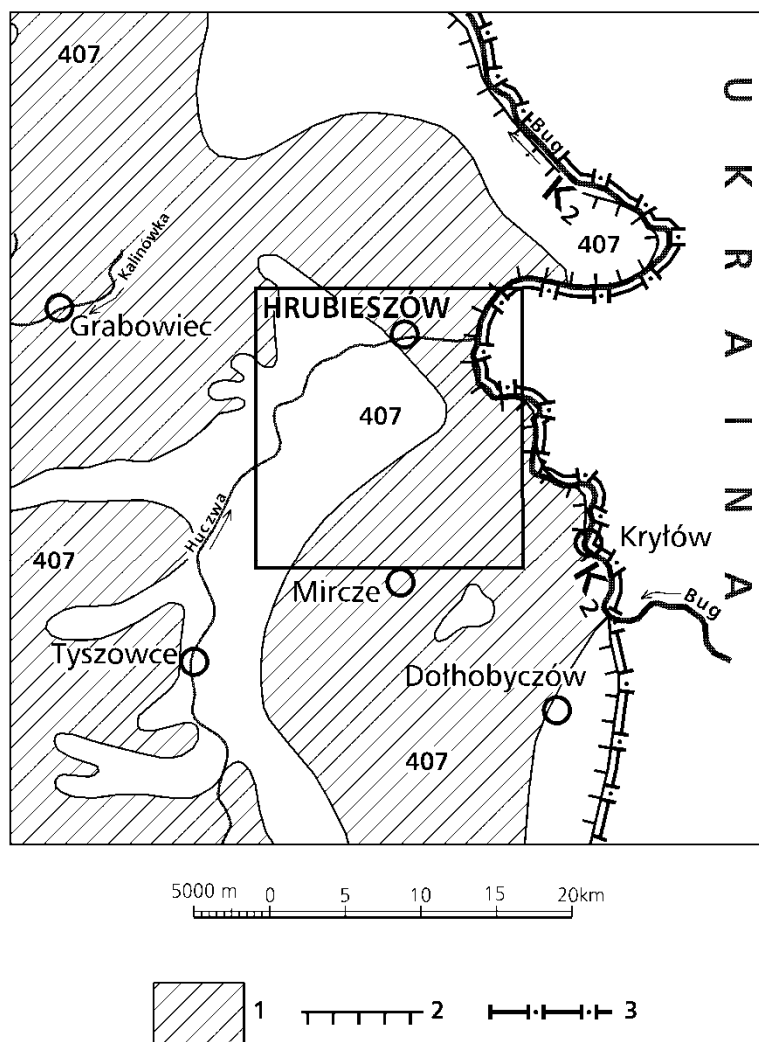 407
Bug
UKRAINA
K2
407
Kalinówka
HRUBIESZÓW
Grabowiec
407
Huczwa
Kryłów
407
Mircze
K2
Bug
Tyszowce
Dołhobyczów
407
5000 m 0 5 10 15 20km
1 2 3